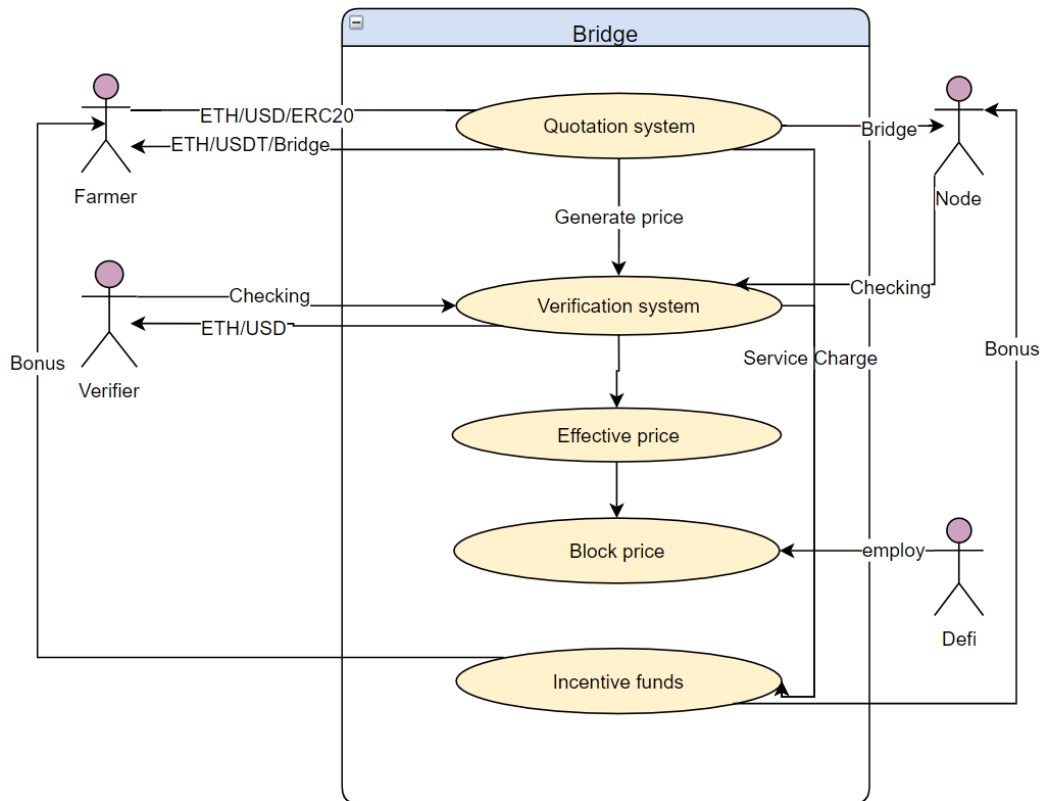 Bridge
ETH/USD/ERC20
Quotation system
Bridge
ETH/USDT/Bridge
Farmer
Node
Generate price
Checking
Verification system
Checking
ETH/USD
Service Charge
Bonus
Bonus
Verifier
Effective price
Block price
employ
Defi
Incentive funds